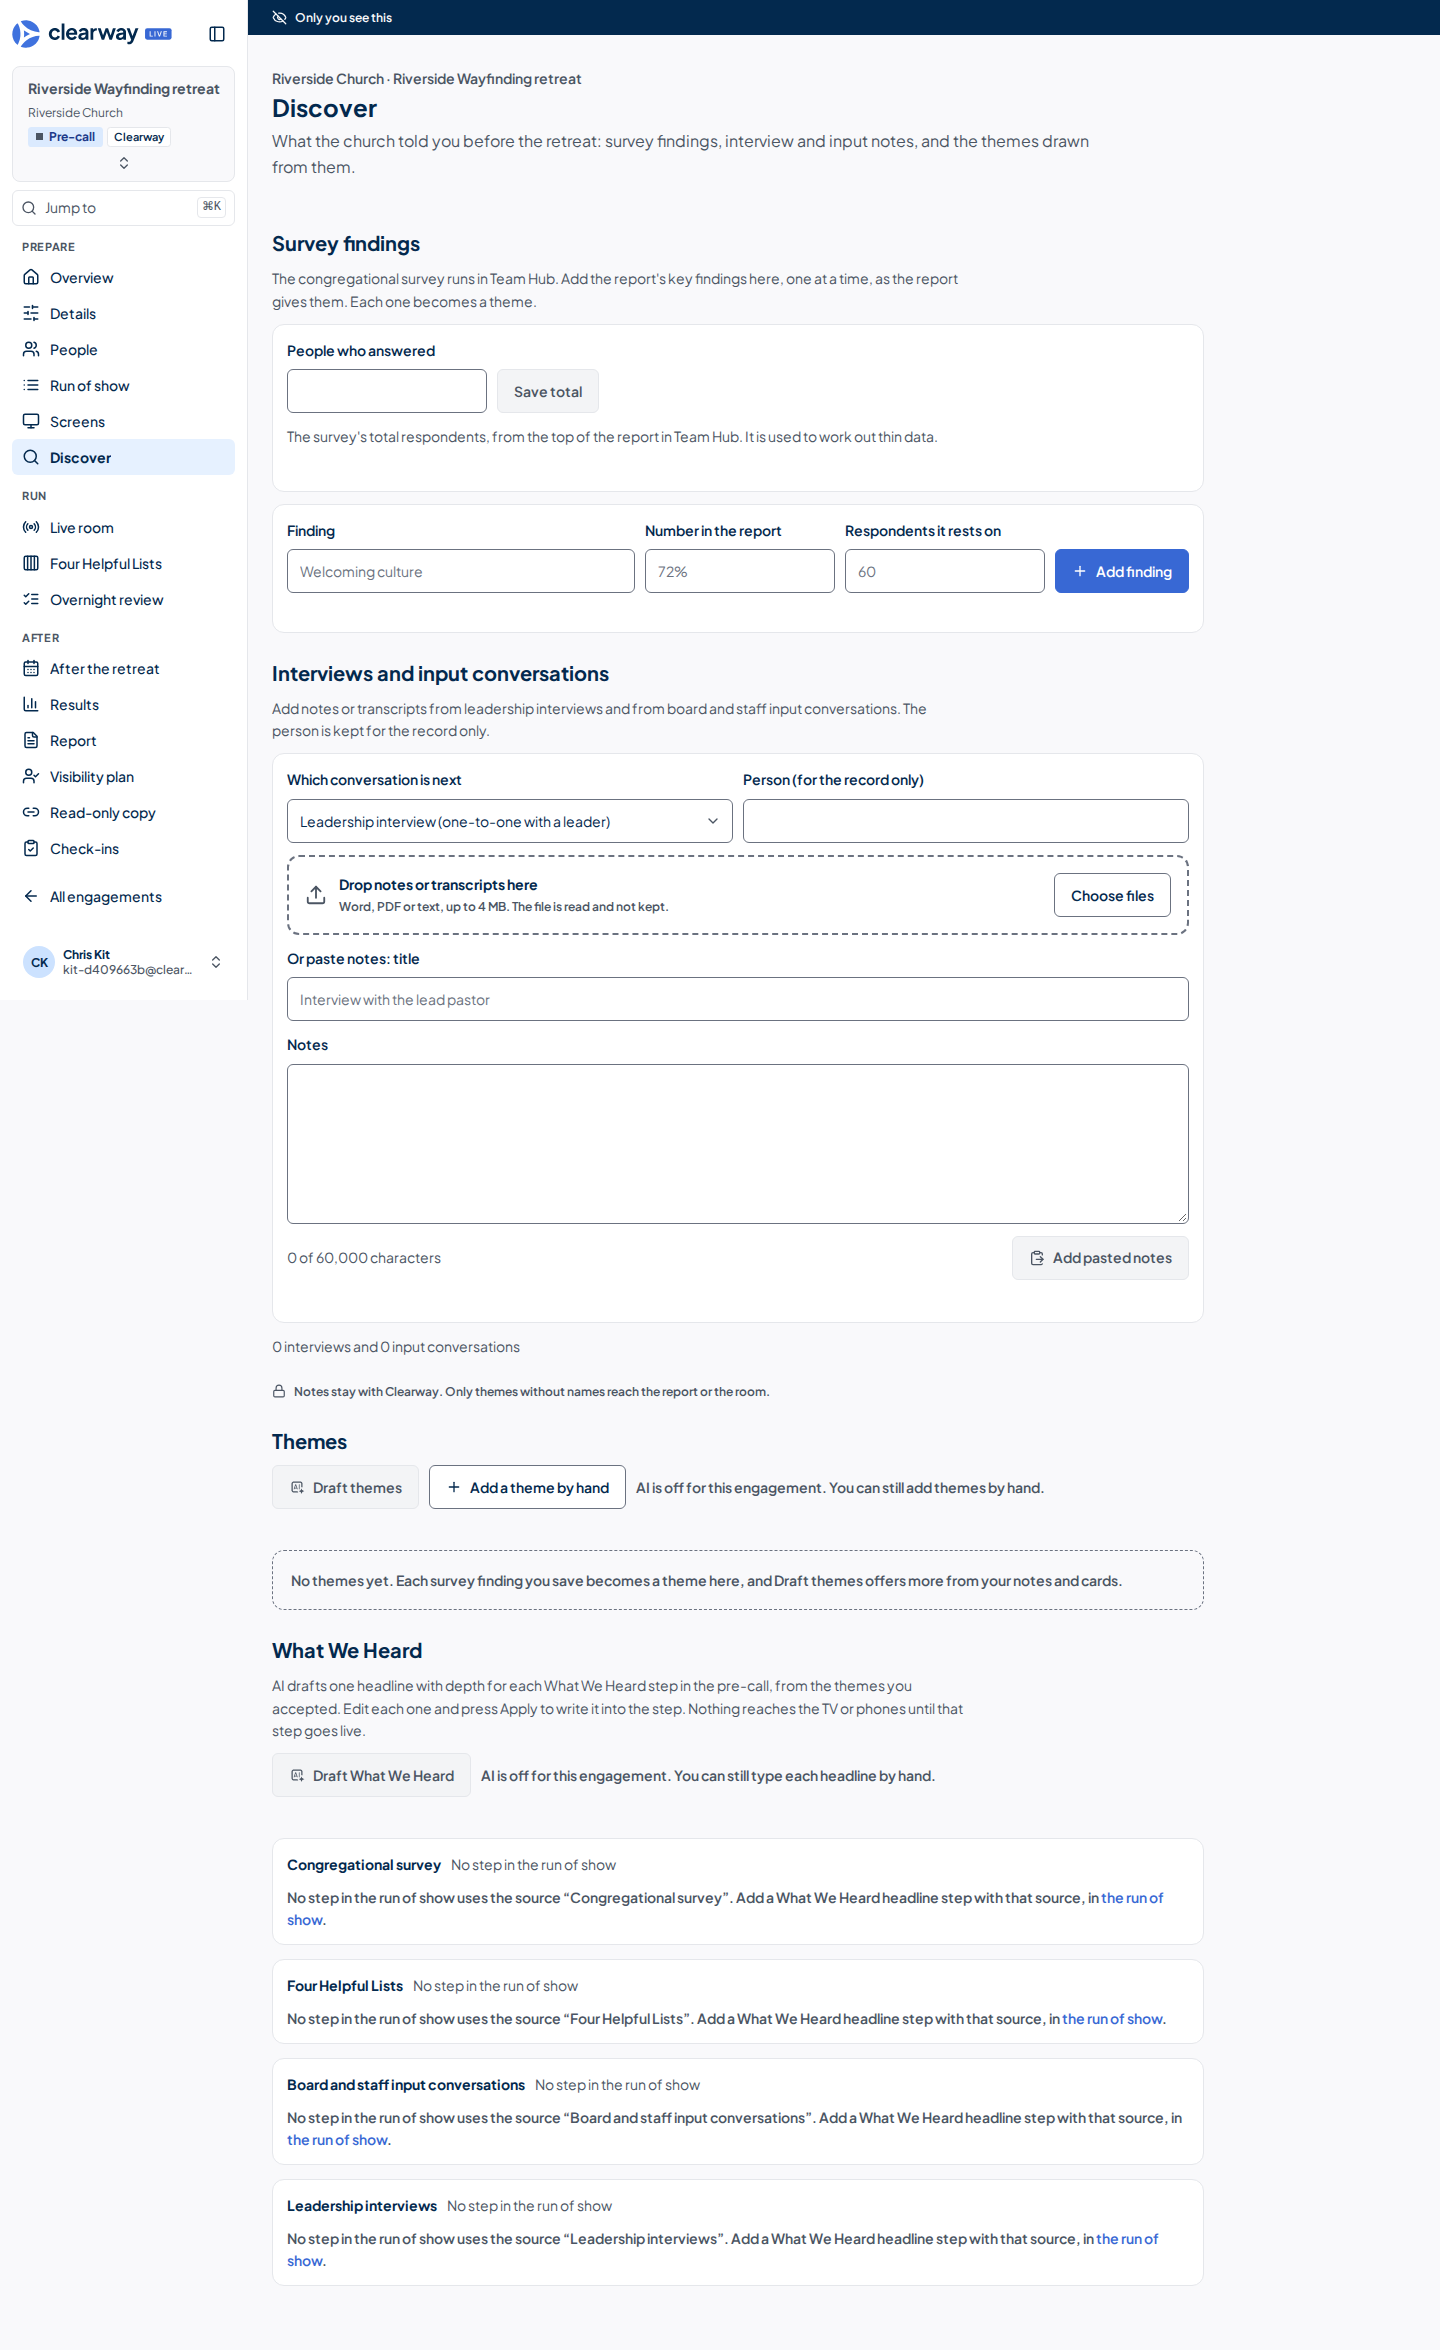 clearway LIVE
Riverside Wayfinding retreat
Riverside Church
Pre-call Clearway
Jump to ⌘K
PREPARE
Overview
Details
People
Run of show
Screens
Discover
RUN
Live room
Four Helpful Lists
Overnight review
AFTER
After the retreat
Results
Report
Visibility plan
Read-only copy
Check-ins
All engagements
CK Chris Kit
kit-d409663b@clear...
Only you see this
Riverside Church · Riverside Wayfinding retreat
Discover
What the church told you before the retreat: survey findings, interview and input notes, and the themes drawn
from them.
Survey findings
The congregational survey runs in Team Hub. Add the report's key findings here, one at a time, as the report
gives them. Each one becomes a theme.
People who answered
Save total
The survey's total respondents, from the top of the report in Team Hub. It is used to work out thin data.
Finding Number in the report Respondents it rests on
Welcoming culture 72% 60 Add finding
Interviews and input conversations
Add notes or transcripts from leadership interviews and from board and staff input conversations. The
person is kept for the record only.
Which conversation is next Person (for the record only)
Leadership interview (one-to-one with a leader)
Drop notes or transcripts here
Word, PDF or text, up to 4 MB. The file is read and not kept.
Choose files
Or paste notes: title
Interview with the lead pastor
Notes
0 of 60,000 characters Add pasted notes
0 interviews and 0 input conversations
Notes stay with Clearway. Only themes without names reach the report or the room.
Themes
Draft themes Add a theme by hand AI is off for this engagement. You can still add themes by hand.
No themes yet. Each survey finding you save becomes a theme here, and Draft themes offers more from your notes and cards.
What We Heard
AI drafts one headline with depth for each What We Heard step in the pre-call, from the themes you
accepted. Edit each one and press Apply to write it into the step. Nothing reaches the TV or phones until that
step goes live.
Draft What We Heard AI is off for this engagement. You can still type each headline by hand.
Congregational survey No step in the run of show
No step in the run of show uses the source “Congregational survey”. Add a What We Heard headline step with that source, in the run of
show.
Four Helpful Lists No step in the run of show
No step in the run of show uses the source “Four Helpful Lists”. Add a What We Heard headline step with that source, in the run of show.
Board and staff input conversations No step in the run of show
No step in the run of show uses the source “Board and staff input conversations”. Add a What We Heard headline step with that source, in
the run of show.
Leadership interviews No step in the run of show
No step in the run of show uses the source “Leadership interviews”. Add a What We Heard headline step with that source, in the run of
show.